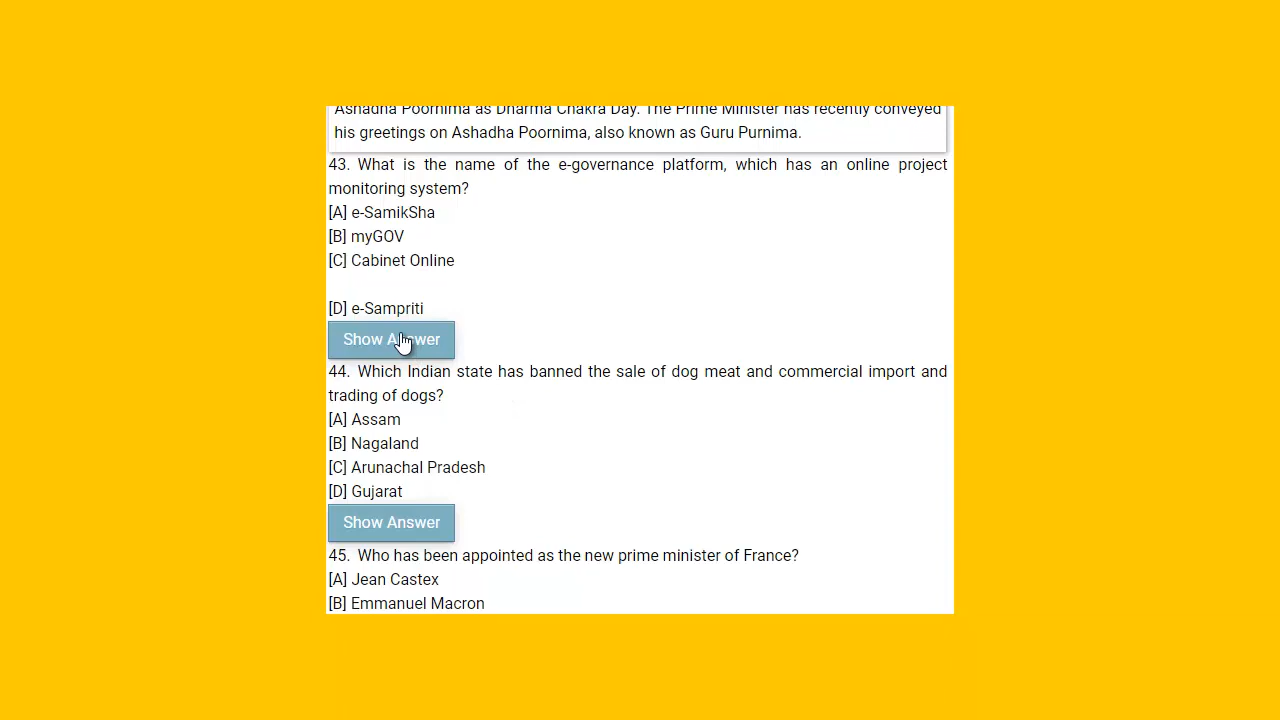 Ashadha Poornima as Dharma Chakra Day. The Prime Minister has recently conveyed
his greetings on Ashadha Poornima, also known as Guru Purnima.
43. What is the name of the e-governance platform, which has an online project
monitoring system?
[A] e-SamikSha
[B] myGOV
[C] Cabinet Online
[D] e-Sampriti
Show Answer
44. Which Indian state has banned the sale of dog meat and commercial import and
trading of dogs?
[A] Assam
[B] Nagaland
[C] Arunachal Pradesh
[D] Gujarat
Show Answer
45. Who has been appointed as the new prime minister of France?
[A] Jean Castex
[B] Emmanuel Macron